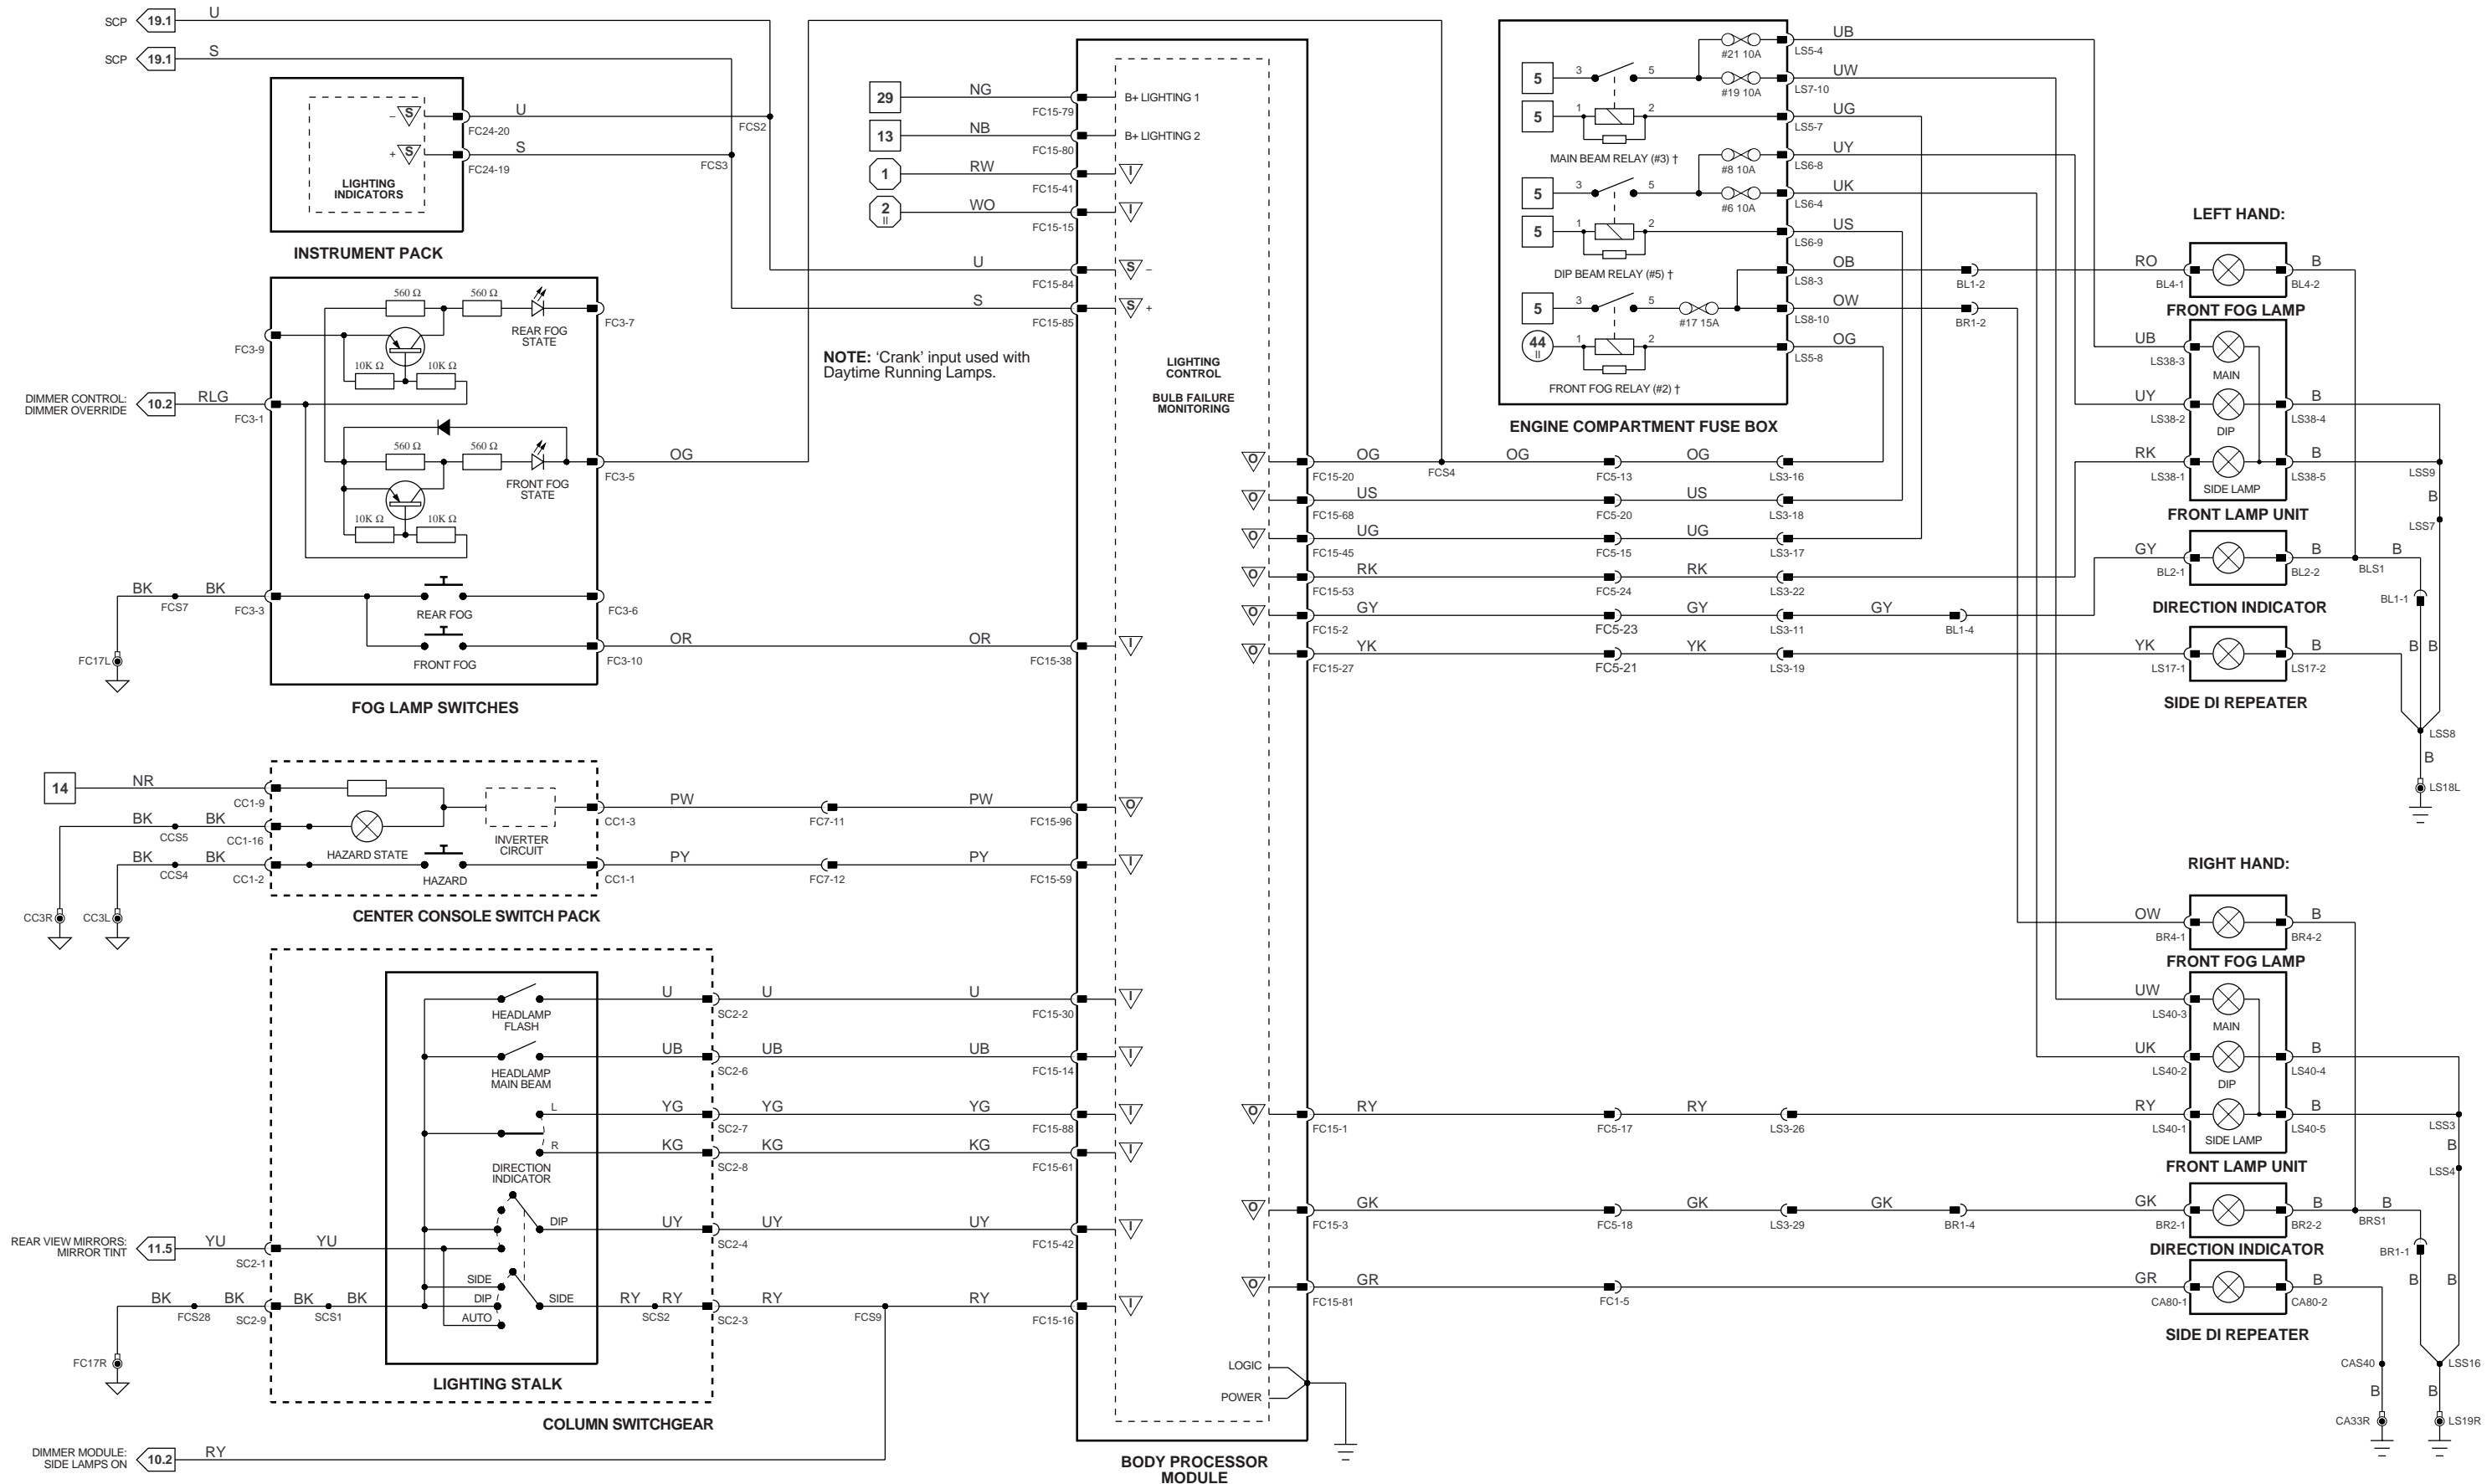 SCP 19.1 U
SCP 19.1 S
– S U
FC24-20 FCS2
+ S S
FC24-19 FCS3
LIGHTING
INDICATORS
INSTRUMENT PACK
560 Ω 560 Ω
REAR FOG
STATE
FC3-7
FC3-9
10K Ω 10K Ω
DIMMER CONTROL:
DIMMER OVERRIDE
10.2 RLG
FC3-1
560 Ω 560 Ω
OG
FRONT FOG
STATE
FC3-5
10K Ω 10K Ω
BK BK
FCS7 FC3-3
REAR FOG
FC3-6
OR OR
FRONT FOG
FC3-10 FC15-38 I
FC17L
FOG LAMP SWITCHES
14 NR
CC1-9
PW PW
CC1-3 FC7-11 FC15-96 O
BK BK
CCS5 CC1-16
HAZARD STATE
INVERTER
CIRCUIT
BK BK
CCS4 CC1-2
HAZARD
PY PY
CC1-1 FC7-12 FC15-59 I
CC3R CC3L
CENTER CONSOLE SWITCH PACK
HEADLAMP
FLASH
U U U
SC2-2 FC15-30 I
HEADLAMP
MAIN BEAM
UB UB UB
SC2-6 FC15-14 I
L YG YG YG
SC2-7 FC15-88 I
R KG KG KG
SC2-8 FC15-61 I
DIRECTION
INDICATOR
DIP UY UY UY
SC2-4 FC15-42 I
REAR VIEW MIRRORS:
MIRROR TINT
11.5 YU YU
SC2-1
SIDE
DIP
AUTO
BK BK BK BK
FCS28 SC2-9 SCS1
SIDE RY RY RY RY
SCS2 SC2-3 FCS9 FC15-16 I
FC17R
LIGHTING STALK
COLUMN SWITCHGEAR
DIMMER MODULE:
SIDE LAMPS ON
10.2 RY
29 NG
FC15-79
B+ LIGHTING 1
13 NB
FC15-80
B+ LIGHTING 2
1 RW
FC15-41 I
2 II WO
FC15-15 I
U
FC15-84 S –
S
FC15-85 S +
NOTE: ‘Crank’ input used with
Daytime Running Lamps.
LIGHTING
CONTROL
BULB FAILURE
MONITORING
O OG OG OG
FC15-20 FCS4 FC5-13 LS3-16
O US US
FC15-68 FC5-20 LS3-18
O UG UG
FC15-45 FC5-15 LS3-17
O RK RK
FC15-53 FC5-24 LS3-22
O GY GY GY
FC15-2 FC5-23 LS3-11 BL1-4
O YK YK
FC15-27 FC5-21 LS3-19
O RY RY
FC15-1 FC5-17 LS3-26
O GK GK GK
FC15-3 FC5-18 LS3-29 BR1-4
O GR
FC15-81 FC1-5
LOGIC
POWER
BODY PROCESSOR
MODULE
#21 10A
UB
LS5-4
5 3 5
#19 10A
UW
LS7-10
5 1 2
UG
LS5-7
MAIN BEAM RELAY (#3) †
#8 10A
UY
LS6-8
5 3 5
#6 10A
UK
LS6-4
5 1 2
US
LS6-9
DIP BEAM RELAY (#5) †
OB
LS8-3 BL1-2
5 3 5
#17 15A
OW
LS8-10 BR1-2
44 II 1 2
OG
LS5-8
FRONT FOG RELAY (#2) †
ENGINE COMPARTMENT FUSE BOX
LEFT HAND:
RO B
BL4-1 BL4-2
FRONT FOG LAMP
UB
LS38-3
MAIN
UY B
LS38-2 LS38-4
DIP
RK B
LS38-1 LS38-5 LSS9
SIDE LAMP
B
FRONT LAMP UNIT
LSS7
GY B B
BL2-1 BL2-2 BLS1
DIRECTION INDICATOR
BL1-1
YK B B B
LS17-1 LS17-2
SIDE DI REPEATER
LSS8
B
LS18L
RIGHT HAND:
OW B
BR4-1 BR4-2
FRONT FOG LAMP
UW
LS40-3
MAIN
UK B
LS40-2 LS40-4
DIP
RY B
LS40-1 LS40-5 LSS3
SIDE LAMP
B
FRONT LAMP UNIT
LSS4
GK B B
BR2-1 BR2-2 BRS1
DIRECTION INDICATOR
BR1-1
GR B B B
CA80-1 CA80-2
SIDE DI REPEATER
CAS40 LSS16
B B
CA33R LS19R